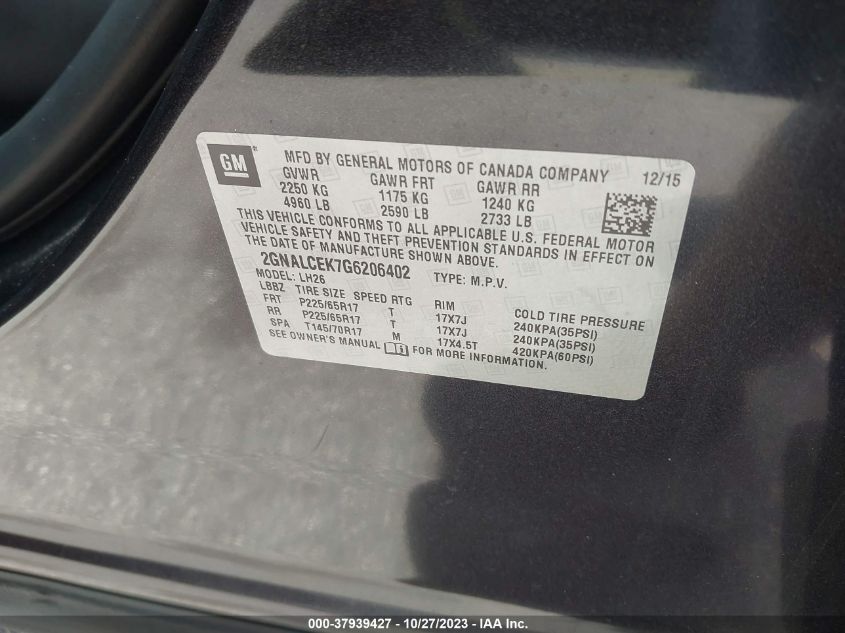 GM
MFD BY GENERAL MOTORS OF CANADA COMPANY 12/15
GVWR GAWR FRT GAWR RR
2250 KG 1175 KG 1240 KG
4960 LB 2590 LB 2733 LB
THIS VEHICLE CONFORMS TO ALL APPLICABLE U.S. FEDERAL MOTOR
VEHICLE SAFETY AND THEFT PREVENTION STANDARDS IN EFFECT ON
THE DATE OF MANUFACTURE SHOWN ABOVE.
2GNALCEK7G6206402 TYPE: M.P.V.
MODEL: LH26
LBBZ TIRE SIZE SPEED RTG RIM COLD TIRE PRESSURE
FRT P225/65R17 T 17X7J 240KPA(35PSI)
RR P225/65R17 T 17X7J 240KPA(35PSI)
SPA T145/70R17 M 17X4.5T 420KPA(60PSI)
SEE OWNER'S MANUAL FOR MORE INFORMATION.
000-37939427 - 10/27/2023 - IAA Inc.